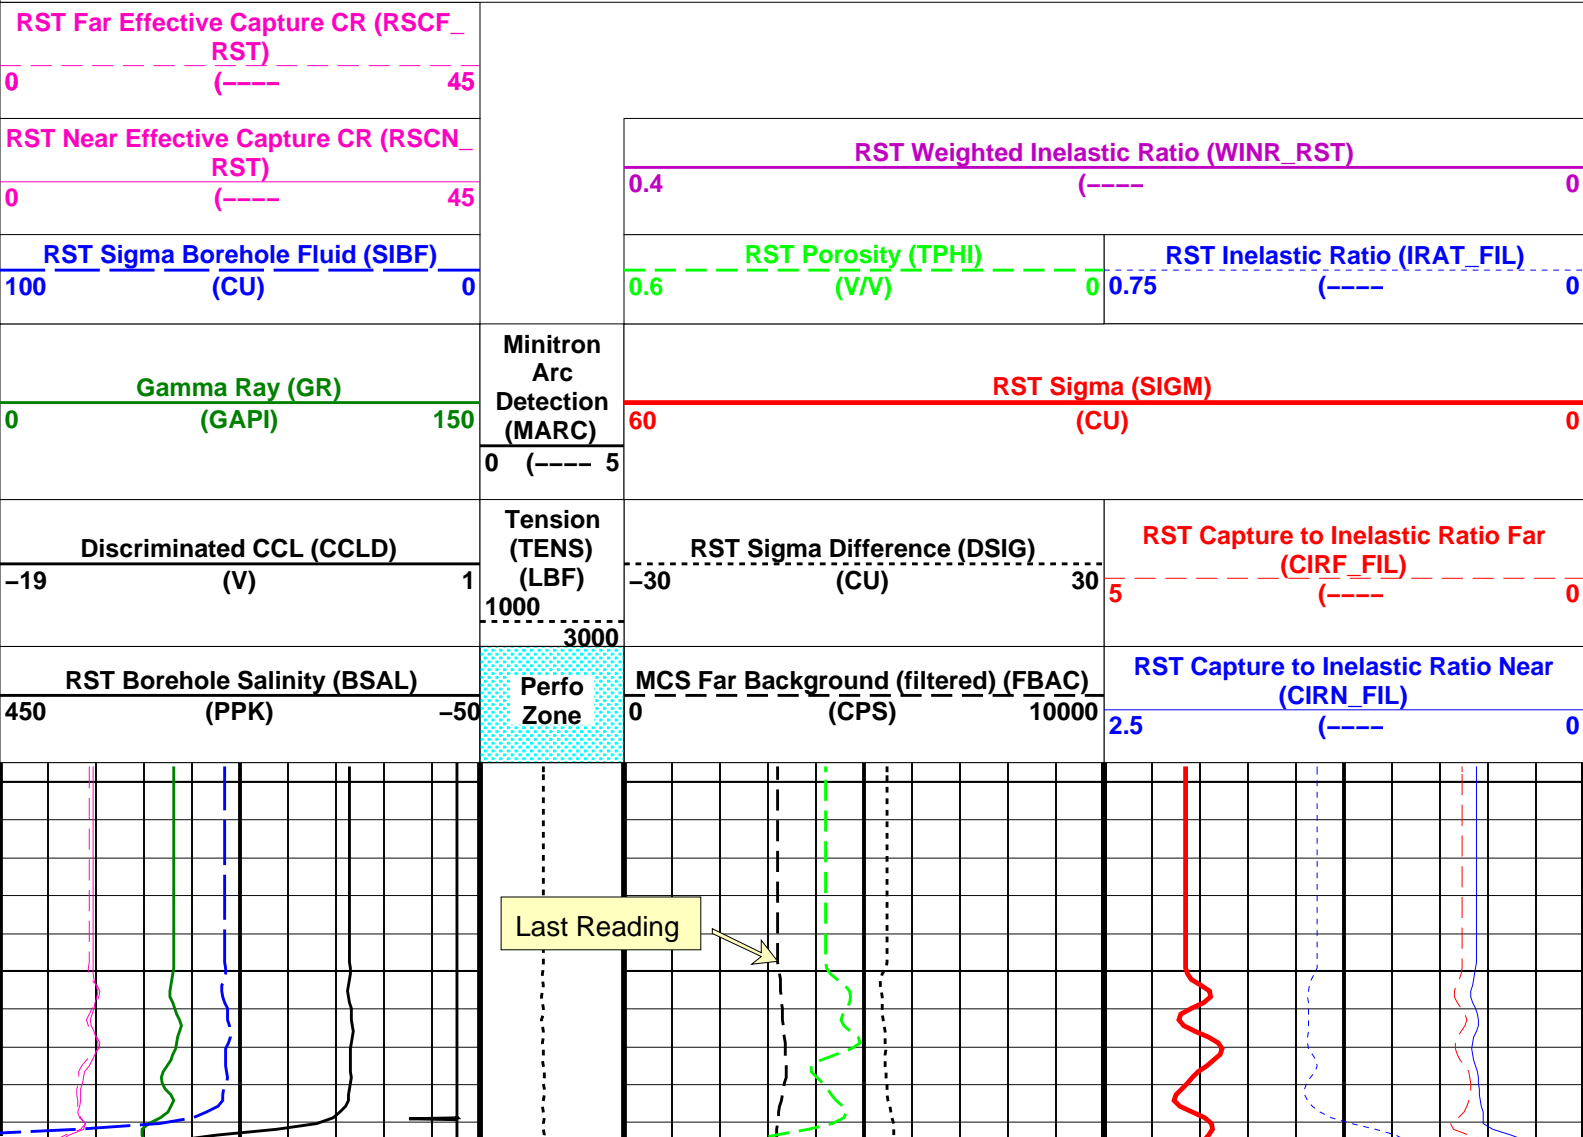 RST Far Effective Capture CR (RSCF_
RST)
0 (---- 45
RST Near Effective Capture CR (RSCN_
RST)
0 (---- 45
RST Weighted Inelastic Ratio (WINR_RST)
0.4 (---- 0
RST Sigma Borehole Fluid (SIBF)
100 (CU) 0
RST Porosity (TPHI)
0.6 (V/V) 0
RST Inelastic Ratio (IRAT_FIL)
0.75 (---- 0
Gamma Ray (GR)
0 (GAPI) 150
Minitron
Arc
Detection
(MARC)
0 (---- 5
RST Sigma (SIGM)
60 (CU) 0
Discriminated CCL (CCLD)
−19 (V) 1
Tension
(TENS)
(LBF)
1000
3000
RST Sigma Difference (DSIG)
−30 (CU) 30
RST Capture to Inelastic Ratio Far
(CIRF_FIL)
5 (---- 0
RST Borehole Salinity (BSAL)
450 (PPK) −50
Perfo
Zone
MCS Far Background (filtered) (FBAC)
0 (CPS) 10000
RST Capture to Inelastic Ratio Near
(CIRN_FIL)
2.5 (---- 0
Last Reading